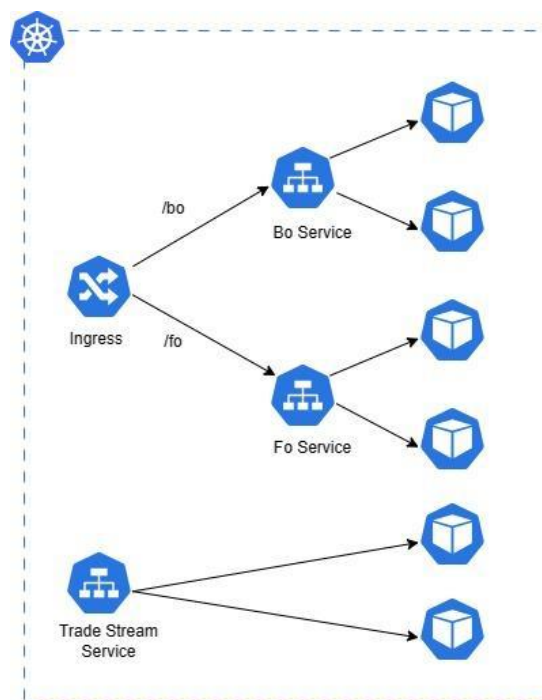 /bo
Bo Service
Ingress
/fo
Fo Service
Trade Stream
Service